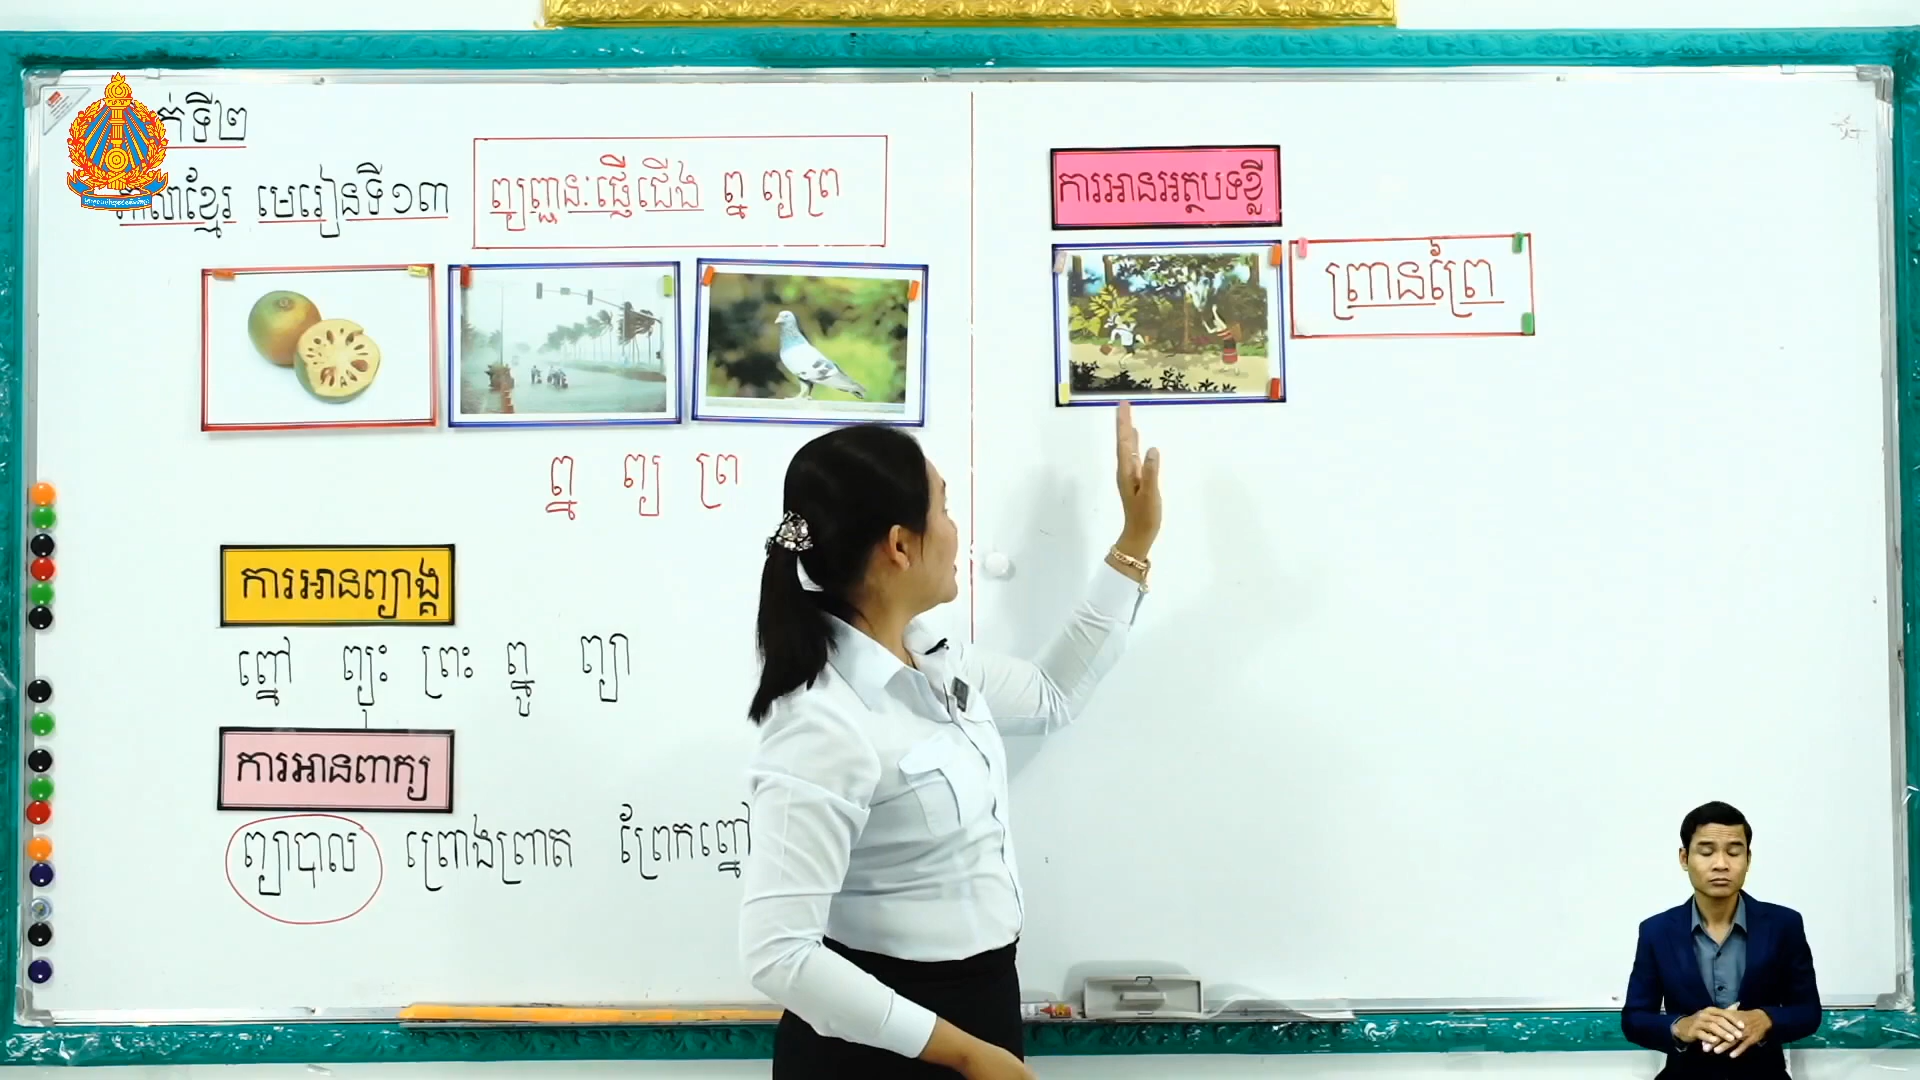 ថ្នាក់ទី២
ភាសាខ្មែរ មេរៀនទី១៣
ព្យញ្ជនៈផ្ញើជើង ព្ន ព្យ ព្រ
ព្ន ព្យ ព្រ
ការអានព្យាង្គ
ព្នៅ ព្យុះ ព្រះ ព្នូ ព្យា
ការអានពាក្យ
ព្យាបាល ព្រោងព្រាត ព្រែកព្នៅ
ការអានអត្ថបទខ្លី
ព្រានព្រៃ